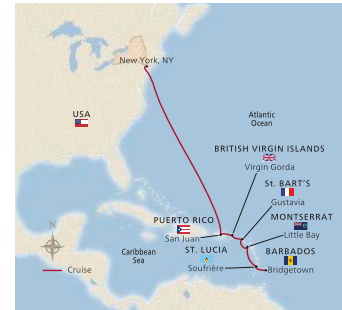 New York, NY
USA
Atlantic
Ocean
BRITISH VIRGIN ISLANDS
Virgin Gorda
St. BART'S
Gustavia
MONTSERRAT
PUERTO RICO
San Juan
Little Bay
N
Caribbean
Sea
ST. LUCIA
BARBADOS
Soufrière
Bridgetown
Cruise